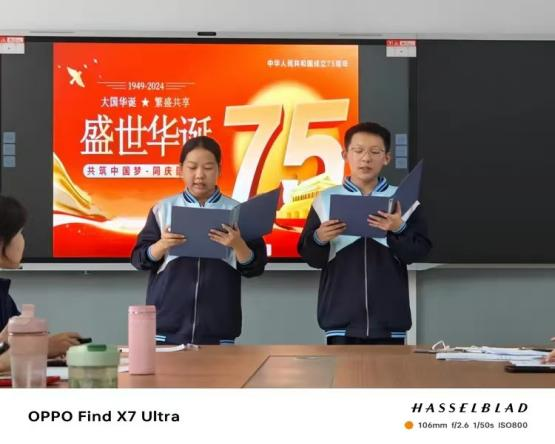 中华人民共和国成立75周年
1949-2024
大国华诞 ★ 繁盛共享
盛世华诞
75
共筑中国梦·同庆
OPPO Find X7 Ultra
HASSELBLAD
106mm f/2.6 1/50s ISO800